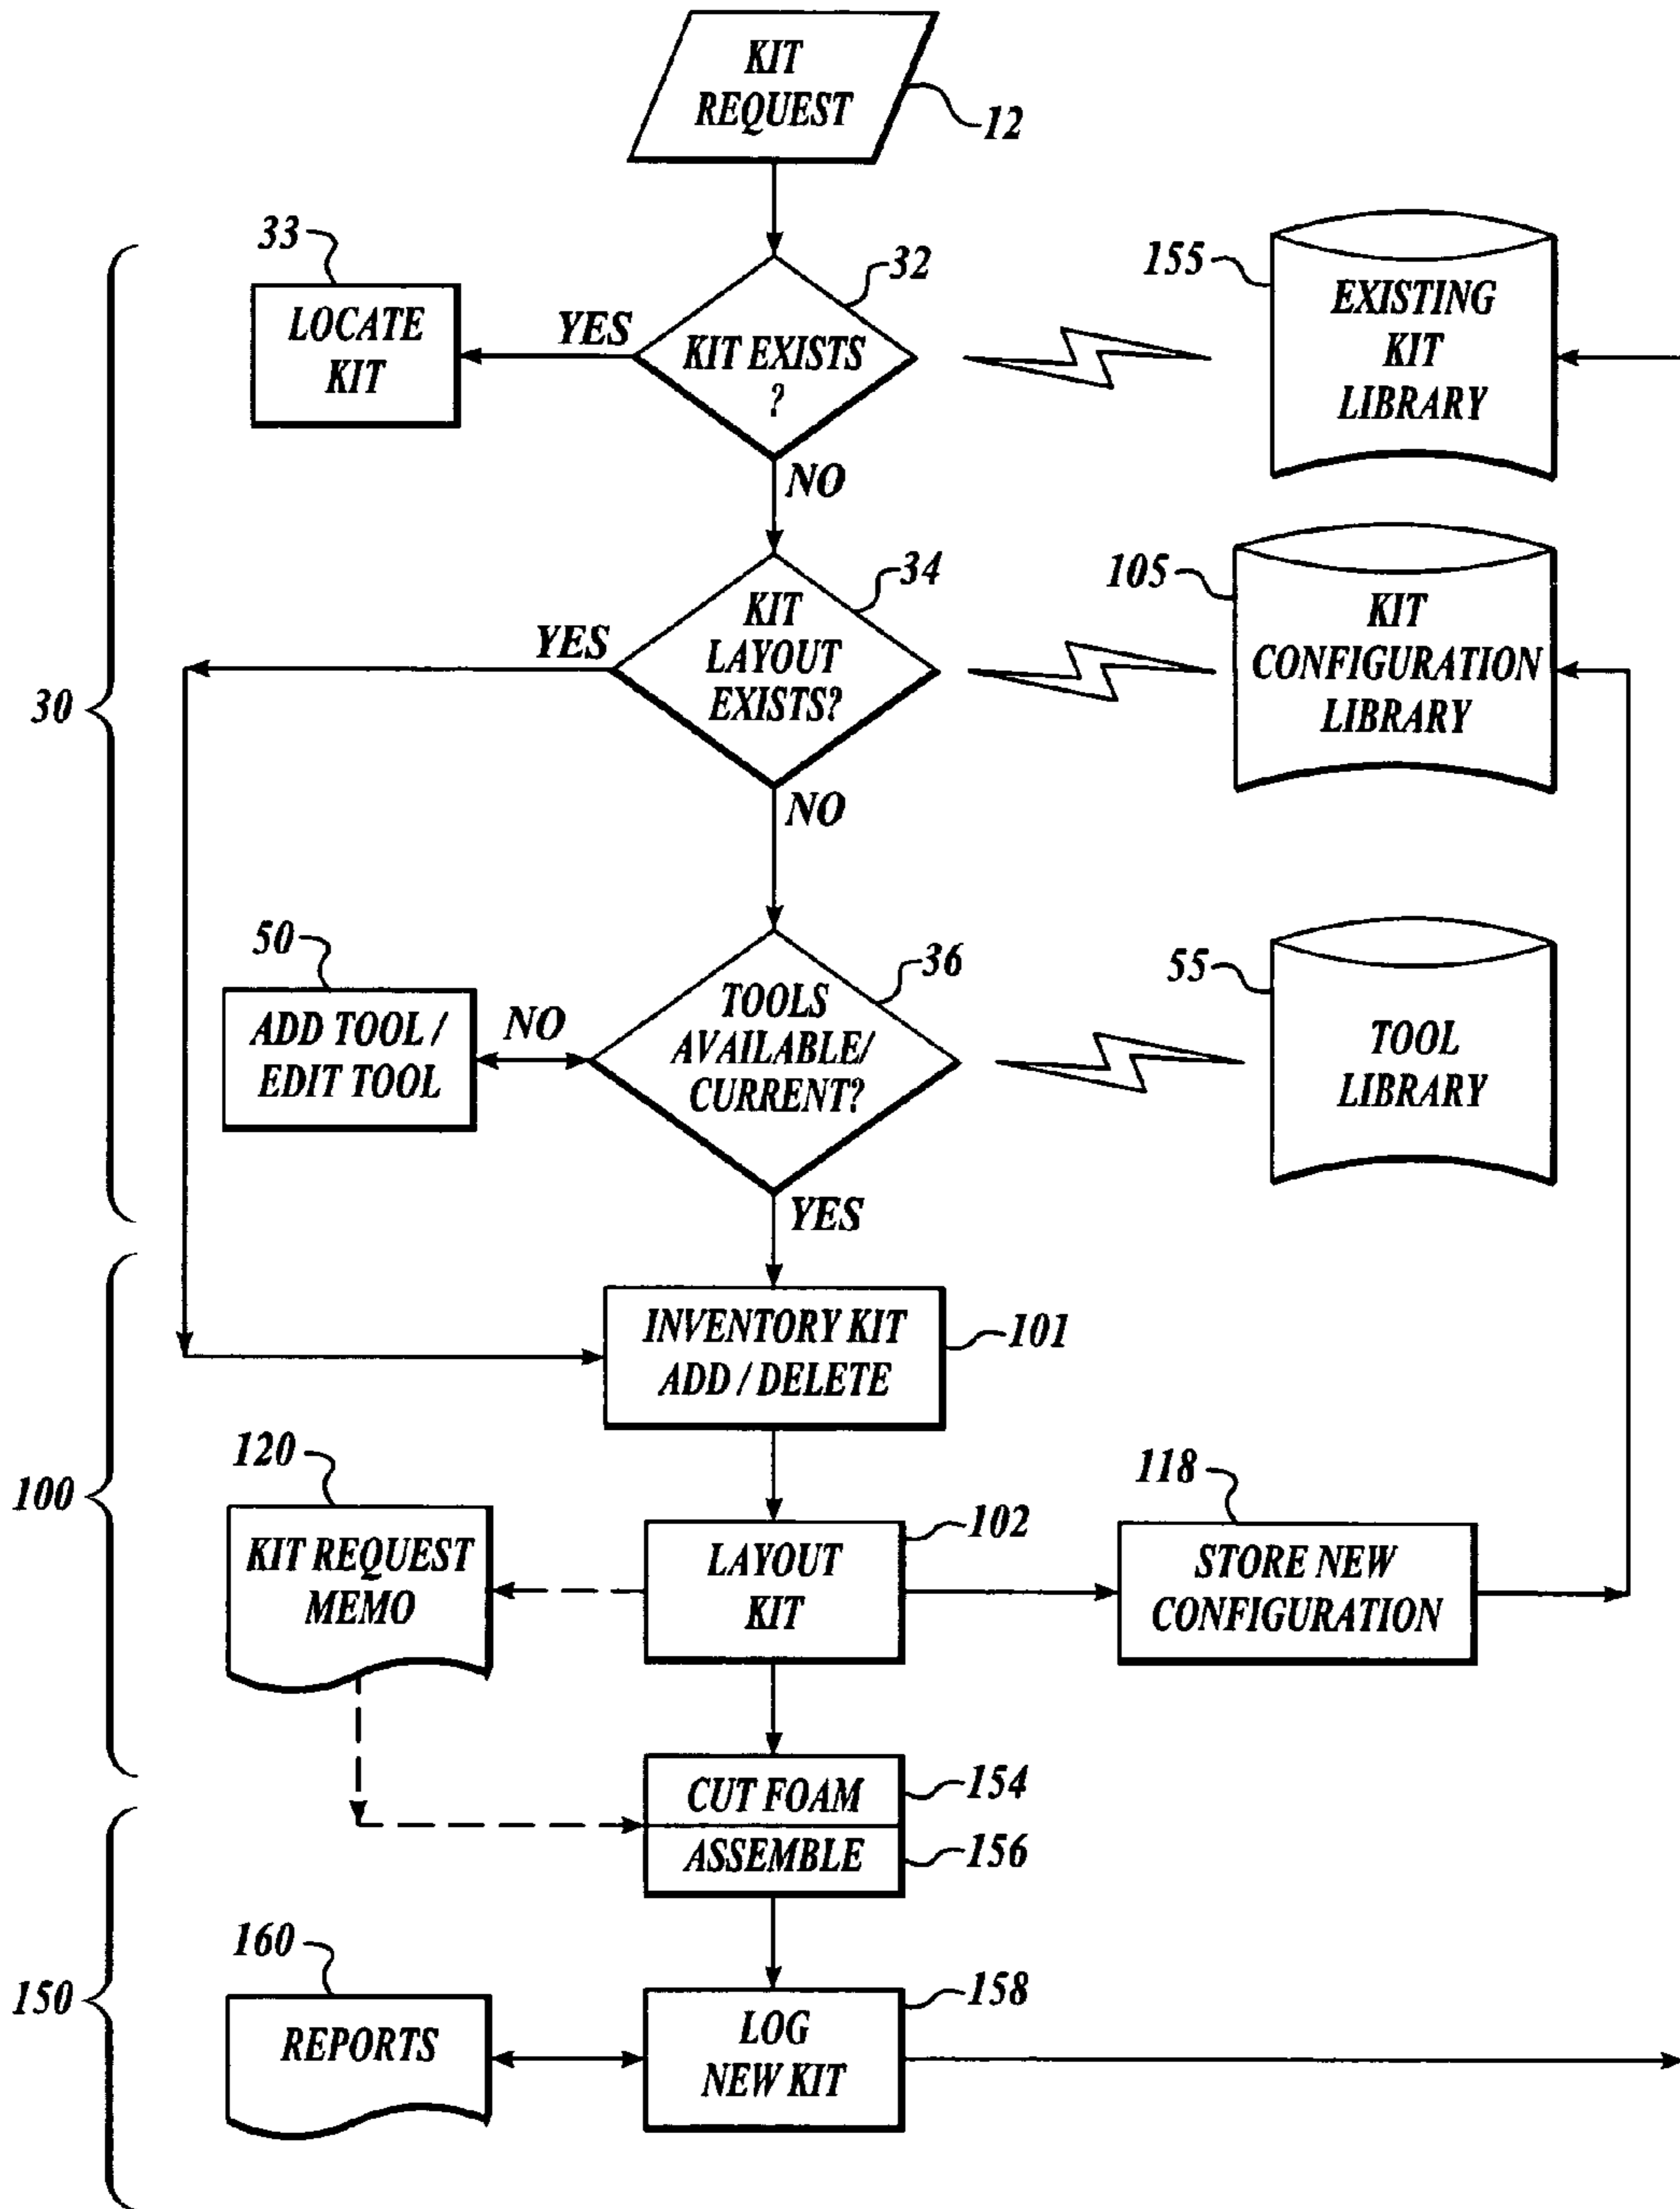 KIT
REQUEST
12
33
32
155
LOCATE
KIT
YES
KIT EXISTS
?
EXISTING
KIT
LIBRARY
NO
34
105
YES
KIT
LAYOUT
EXISTS?
KIT
CONFIGURATION
LIBRARY
30
NO
50
36
55
ADD TOOL /
EDIT TOOL
NO
TOOLS
AVAILABLE/
CURRENT?
TOOL
LIBRARY
YES
INVENTORY KIT
ADD / DELETE
101
120
118
100
KIT REQUEST
MEMO
LAYOUT
KIT
102
STORE NEW
CONFIGURATION
CUT FOAM
154
ASSEMBLE
156
160
158
150
REPORTS
LOG
NEW KIT